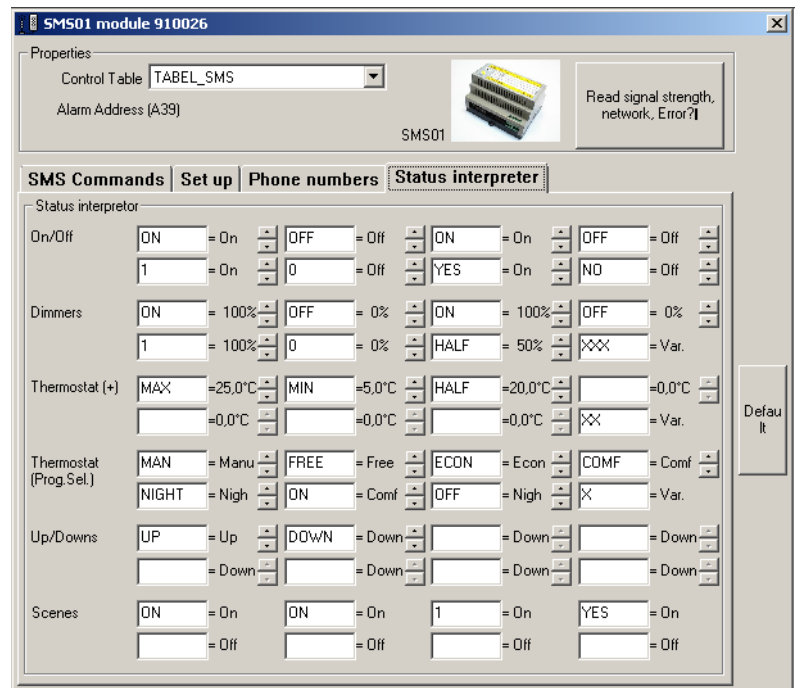 SMS01 module 910026
Properties
Control Table TABEL_SMS
Alarm Address (A39)
SMS01
Read signal strength,
network, Error?
SMS Commands Set up Phone numbers Status interpreter
Status interpretor
On/Off ON = On OFF = Off ON = On OFF = Off
1 = On 0 = Off YES = On NO = Off
Dimmers ON = 100% OFF = 0% ON = 100% OFF = 0%
1 = 100% 0 = 0% HALF = 50% XXX = Var.
Thermostat (+) MAX =25,0°C MIN =5,0°C HALF =20,0°C =0,0°C
=0,0°C =0,0°C =0,0°C XX = Var.
Defau
lt
Thermostat
(Prog.Sel.)
MAN = Manu FREE = Free ECON = Econ COMF = Comf
NIGHT = Nigh ON = Comf OFF = Nigh X = Var.
Up/Downs UP = Up DOWN = Down = Down = Down
= Down = Down = Down = Down
Scenes ON = On ON = On 1 = On YES = On
= Off = Off = Off = Off